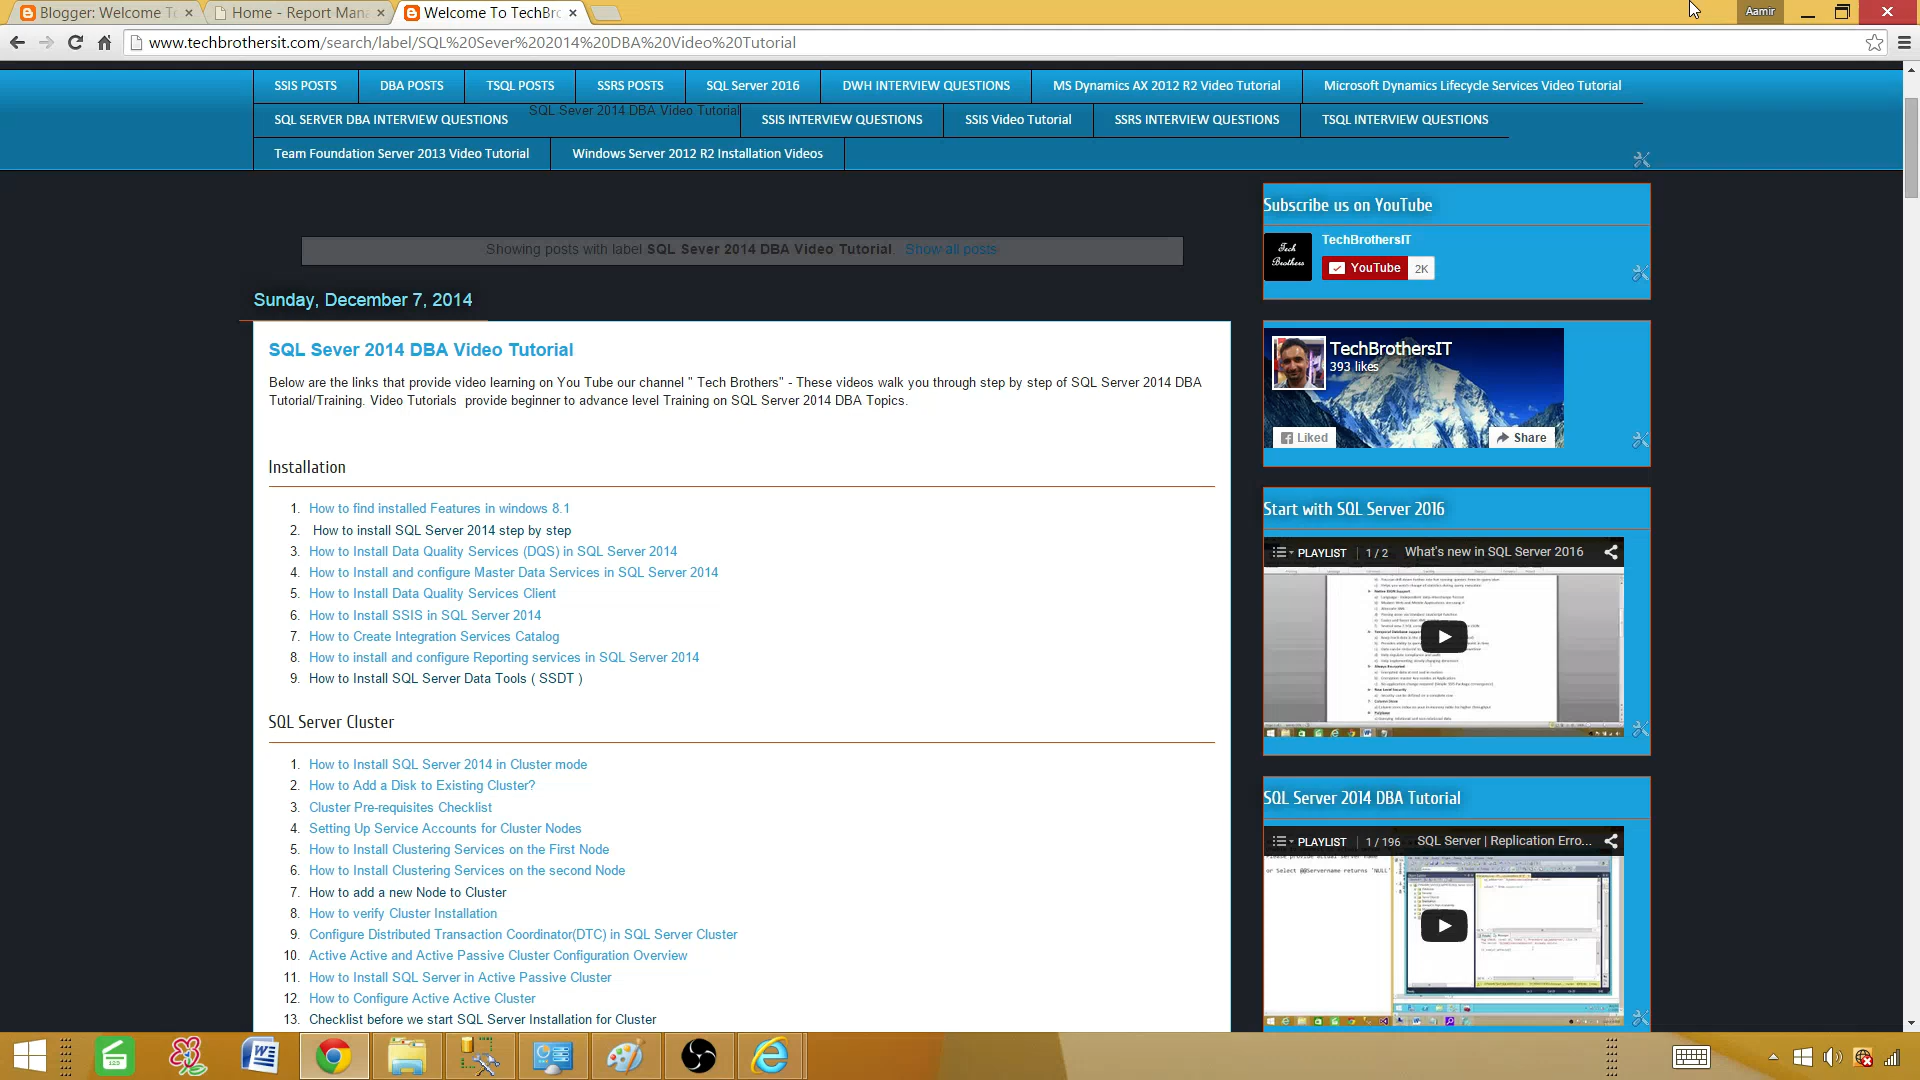 Blogger: Welcome T
Home - Report Mana
Welcome To TechBro
Aamir
www.techbrothersit.com/search/label/SQL%20Sever%202014%20DBA%20Video%20Tutorial
SSIS POSTS
DBA POSTS
TSQL POSTS
SSRS POSTS
SQL Server 2016
DWH INTERVIEW QUESTIONS
MS Dynamics AX 2012 R2 Video Tutorial
Microsoft Dynamics Lifecycle Services Video Tutorial
SQL SERVER DBA INTERVIEW QUESTIONS
SQL Sever 2014 DBA Video Tutorial
SSIS INTERVIEW QUESTIONS
SSIS Video Tutorial
SSRS INTERVIEW QUESTIONS
TSQL INTERVIEW QUESTIONS
Team Foundation Server 2013 Video Tutorial
Windows Server 2012 R2 Installation Videos
Showing posts with label SQL Sever 2014 DBA Video Tutorial. Show all posts
Sunday, December 7, 2014
SQL Sever 2014 DBA Video Tutorial
Below are the links that provide video learning on You Tube our channel " Tech Brothers" - These videos walk you through step by step of SQL Server 2014 DBA
Tutorial/Training. Video Tutorials provide beginner to advance level Training on SQL Server 2014 DBA Topics.
Installation
1. How to find installed Features in windows 8.1
2. How to install SQL Server 2014 step by step
3. How to Install Data Quality Services (DQS) in SQL Server 2014
4. How to Install and configure Master Data Services in SQL Server 2014
5. How to Install Data Quality Services Client
6. How to Install SSIS in SQL Server 2014
7. How to Create Integration Services Catalog
8. How to install and configure Reporting services in SQL Server 2014
9. How to Install SQL Server Data Tools ( SSDT )
SQL Server Cluster
1. How to Install SQL Server 2014 in Cluster mode
2. How to Add a Disk to Existing Cluster?
3. Cluster Pre-requisites Checklist
4. Setting Up Service Accounts for Cluster Nodes
5. How to Install Clustering Services on the First Node
6. How to Install Clustering Services on the second Node
7. How to add a new Node to Cluster
8. How to verify Cluster Installation
9. Configure Distributed Transaction Coordinator(DTC) in SQL Server Cluster
10. Active Active and Active Passive Cluster Configuration Overview
11. How to Install SQL Server in Active Passive Cluster
12. How to Configure Active Active Cluster
13. Checklist before we start SQL Server Installation for Cluster
Subscribe us on YouTube
Tech
Brothers
TechBrothersIT
YouTube 2K
TechBrothersIT
393 likes
Liked
Share
Start with SQL Server 2016
PLAYLIST 1 / 2 What's new in SQL Server 2016
SQL Server 2014 DBA Tutorial
PLAYLIST 1 / 196 SQL Server | Replication Erro...
Please provide actual server name
or Select @@Servername returns 'NULL'